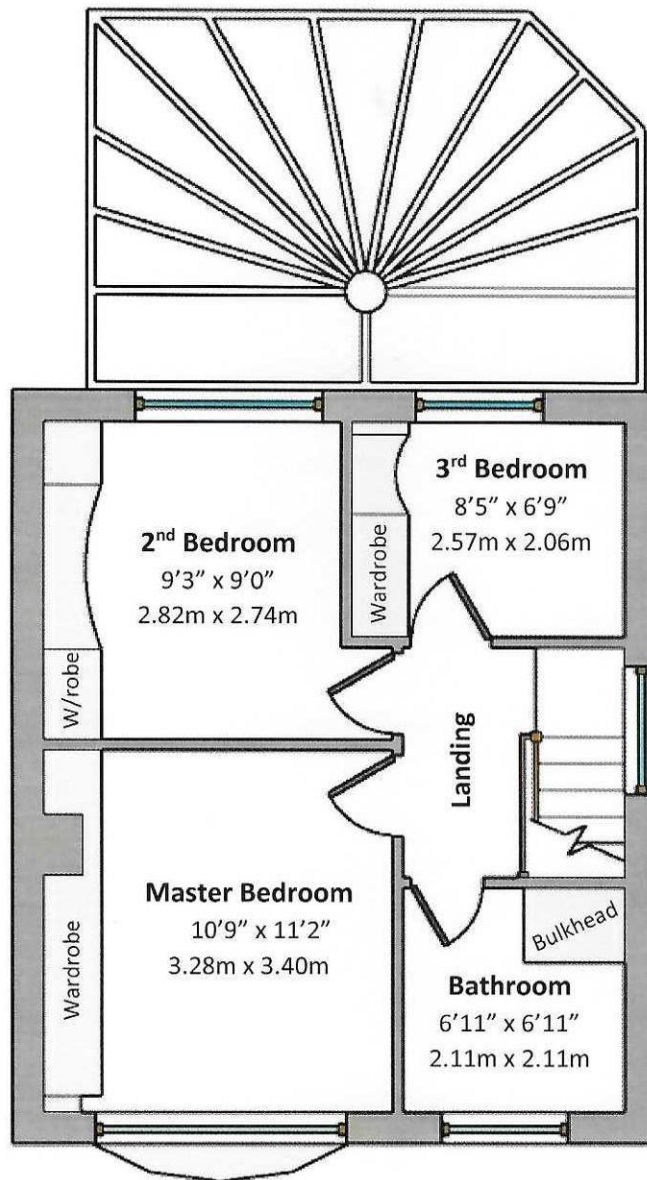 3rd Bedroom
8’5” x 6’9”
2.57m x 2.06m
Wardrobe
2nd Bedroom
9’3” x 9’0”
2.82m x 2.74m
W/robe
Landing
Master Bedroom
10’9” x 11’2”
3.28m x 3.40m
Wardrobe
Bulkhead
Bathroom
6’11” x 6’11”
2.11m x 2.11m